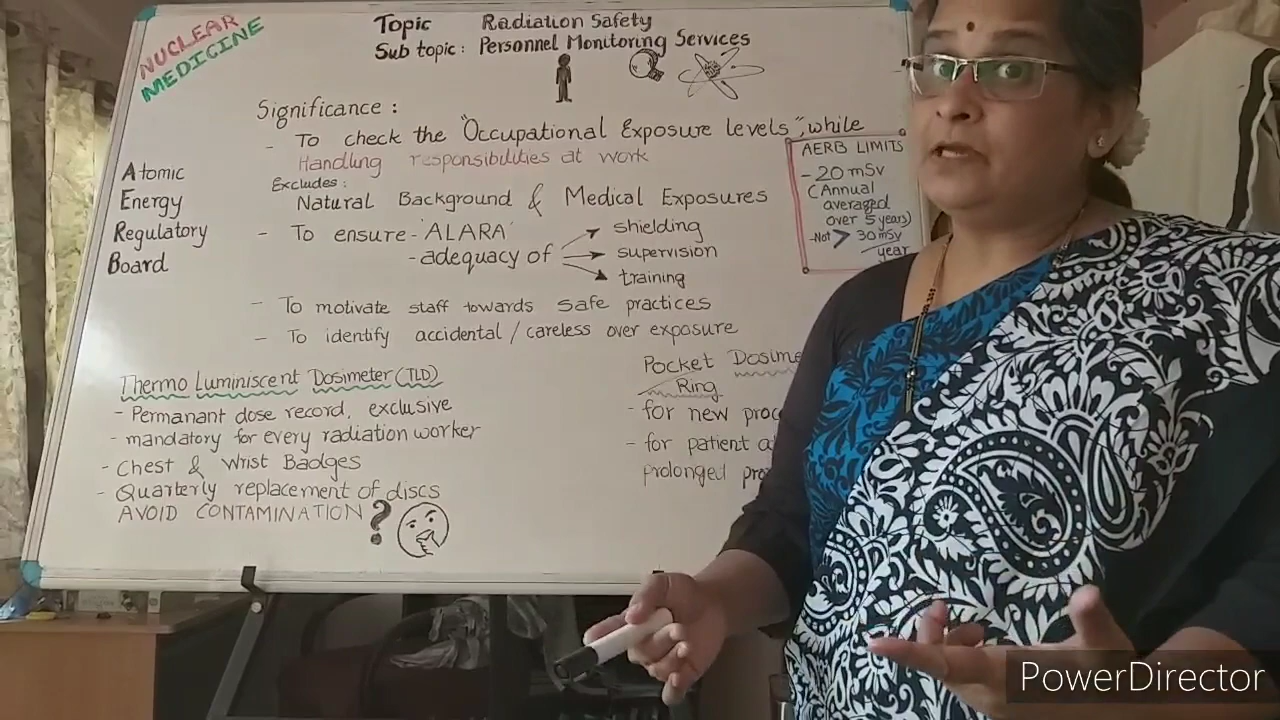 NUCLEAR
MEDICINE
Topic Radiation Safety
Sub topic: Personnel Monitoring Services
Significance:
- To check the "Occupational Exposure levels", while
Handling responsibilities at work
Excludes:
Natural Background & Medical Exposures
- To ensure - 'ALARA'
- adequacy of
shielding
supervision
training
- To motivate staff towards safe practices
- To identify accidental / careless over exposure
Atomic
Energy
Regulatory
Board
AERB LIMITS
- 20 mSv
(Annual
averaged
over 5 years)
- Not > 30 mSv
/ year
Thermo Luminiscent Dosimeter (TLD)
- Permanant dose record, exclusive
- mandatory for every radiation worker
- Chest & Wrist Badges
- Quarterly replacement of discs
AVOID CONTAMINATION ?
Pocket
Ring
- for new
- for patient
prolonged
PowerDirector